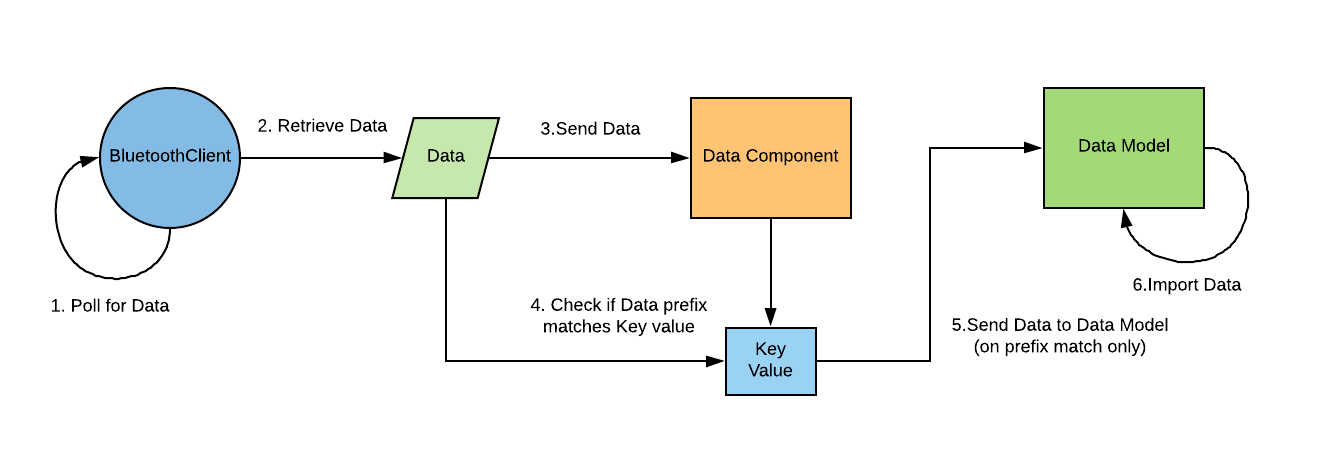 BluetoothClient
1. Poll for Data
2. Retrieve Data
Data
3.Send Data
Data Component
4. Check if Data prefix
matches Key value
Key
Value
5.Send Data to Data Model
(on prefix match only)
Data Model
6.Import Data